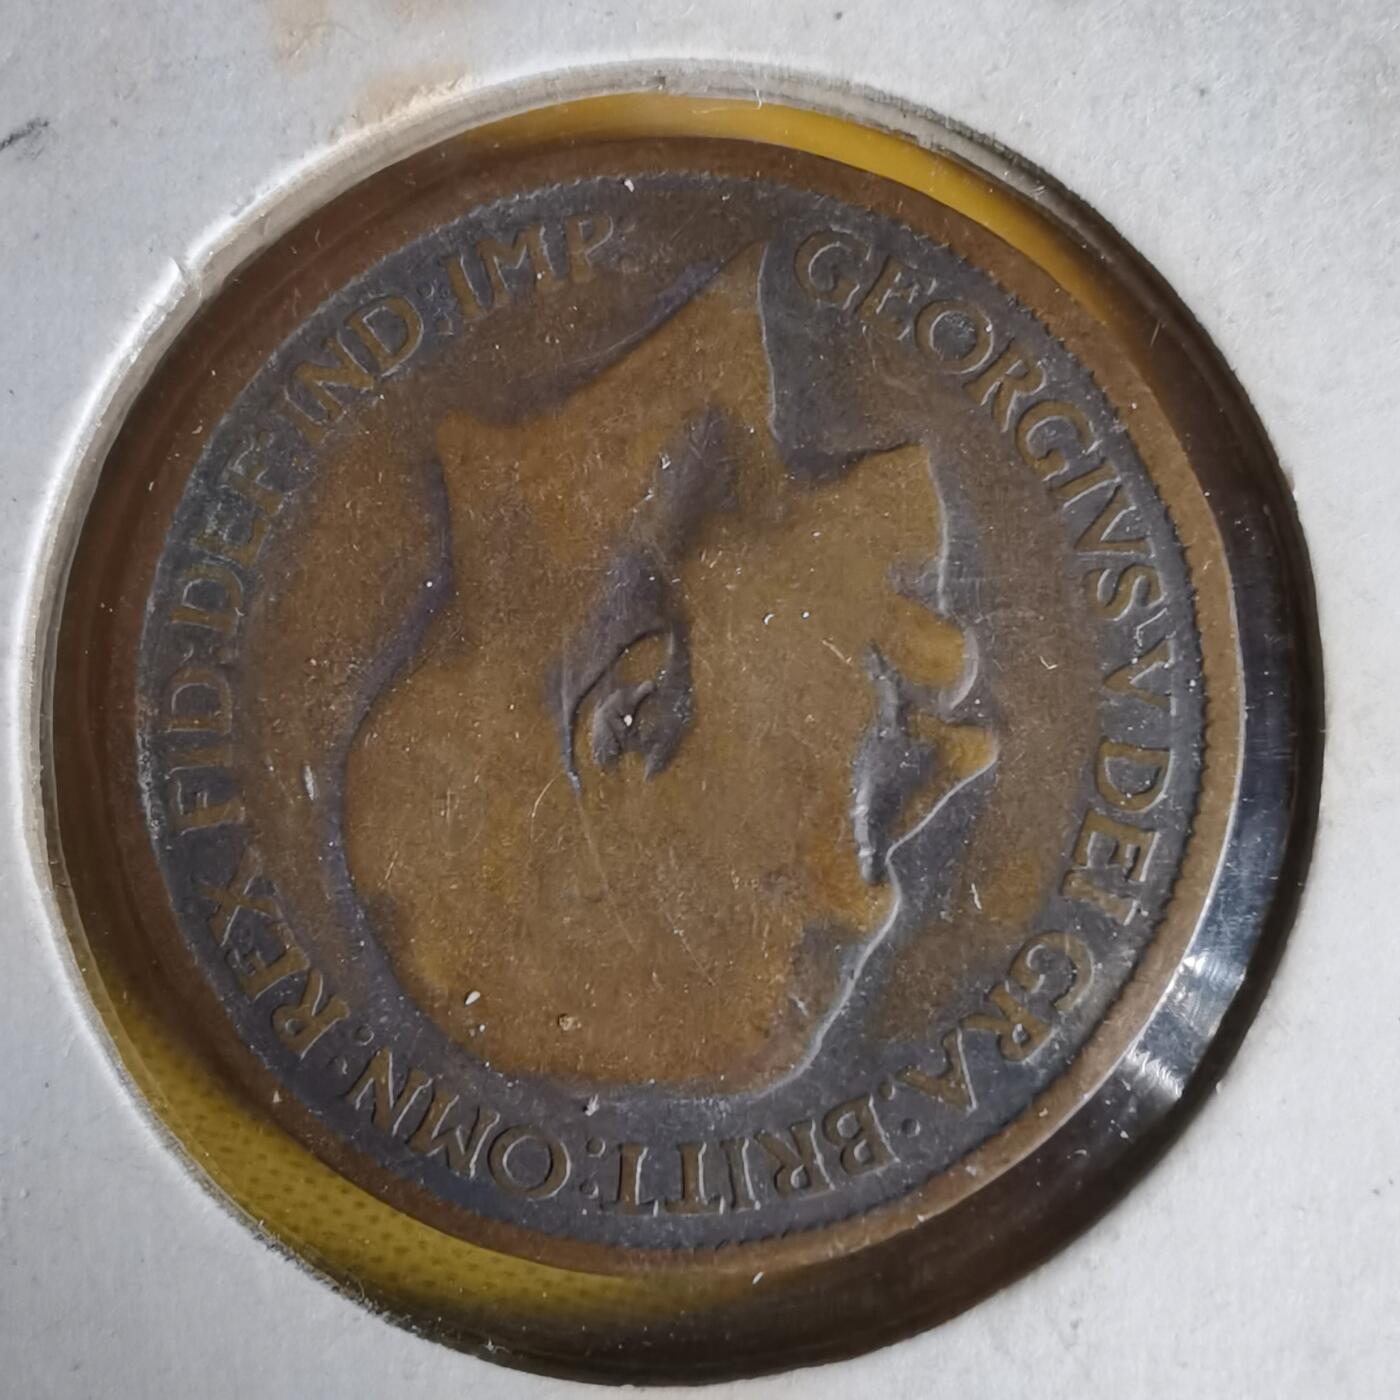 GEORGIVS V DEI GRA: BRITT: OMN: REX FID: DEF: IND: IMP: